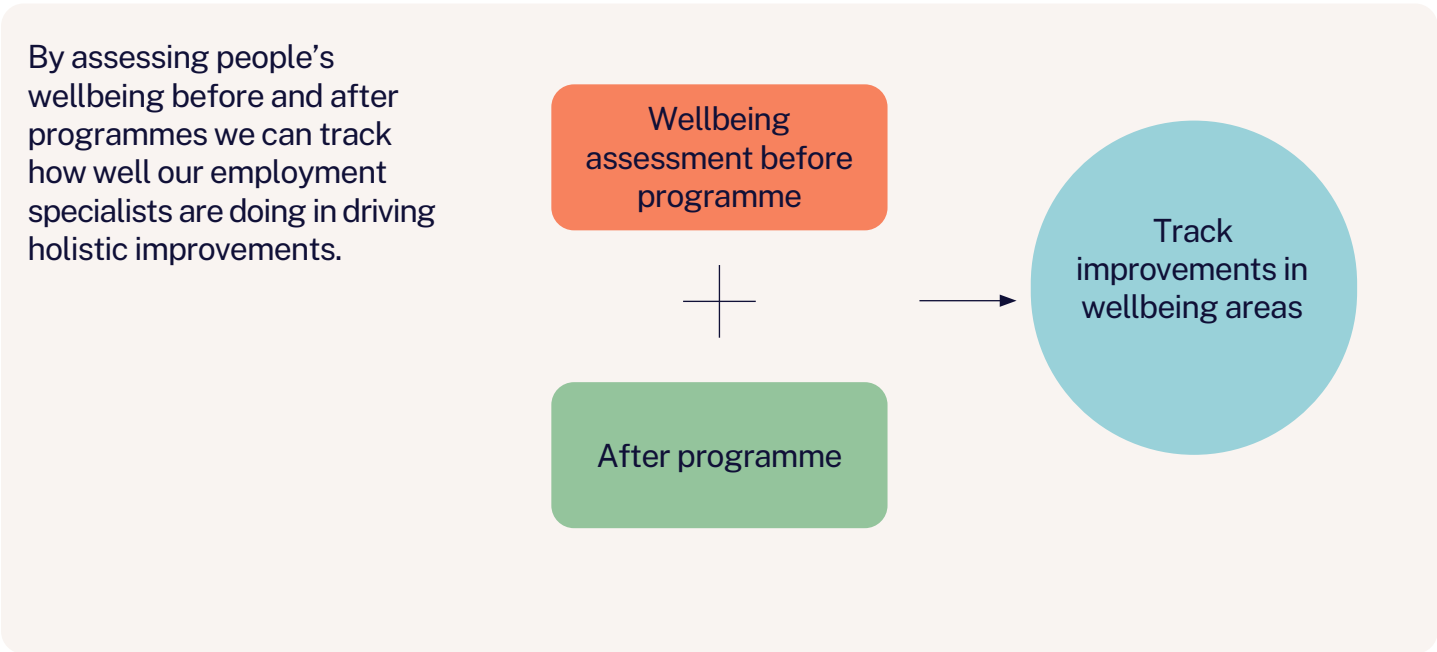 By assessing people’s
wellbeing before and after
programmes we can track
how well our employment
specialists are doing in driving
holistic improvements.
Wellbeing
assessment before
programme
After programme
Track
improvements in
wellbeing areas